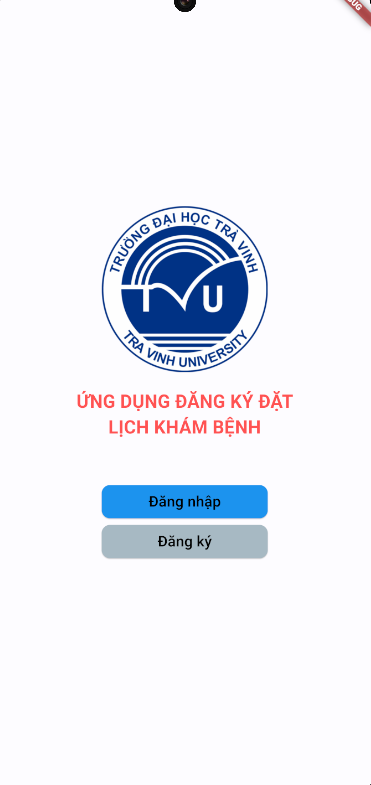 TRƯỜNG ĐẠI HỌC TRÀ VINH
TVU
TRA VINH UNIVERSITY
ỨNG DỤNG ĐĂNG KÝ ĐẶT
LỊCH KHÁM BỆNH
Đăng nhập
Đăng ký